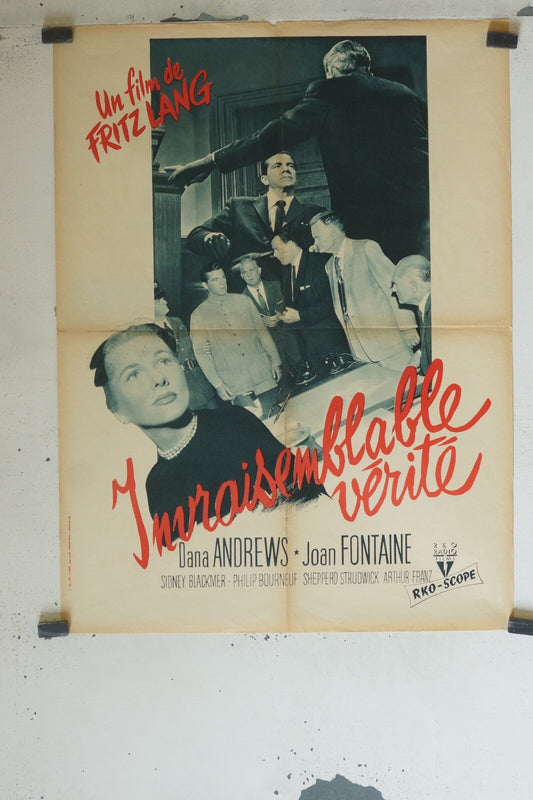 Un film de
FRITZ LANG
Invraisemblable
vérité
Dana ANDREWS * Joan FONTAINE
SIDNEY BLACKMER - PHILIP BOURNEUF SHEPPERD STRUDWICK ARTHUR FRANZ
RKO
RADIO
FILMS
RKO-SCOPE